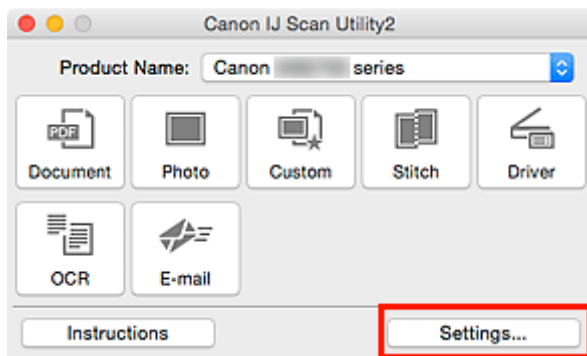 Canon IJ Scan Utility2
Product Name: Canon series
PDF
Document Photo Custom Stitch Driver
OCR E-mail
Instructions Settings...